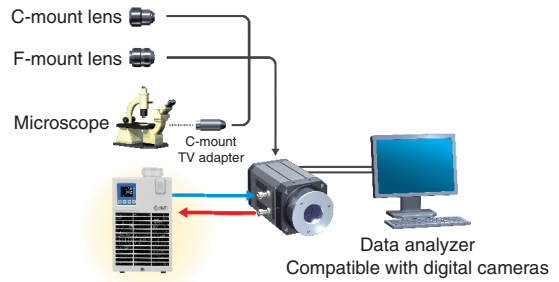 C-mount lens
F-mount lens
Microscope
C-mount
TV adapter
Data analyzer
Compatible with digital cameras